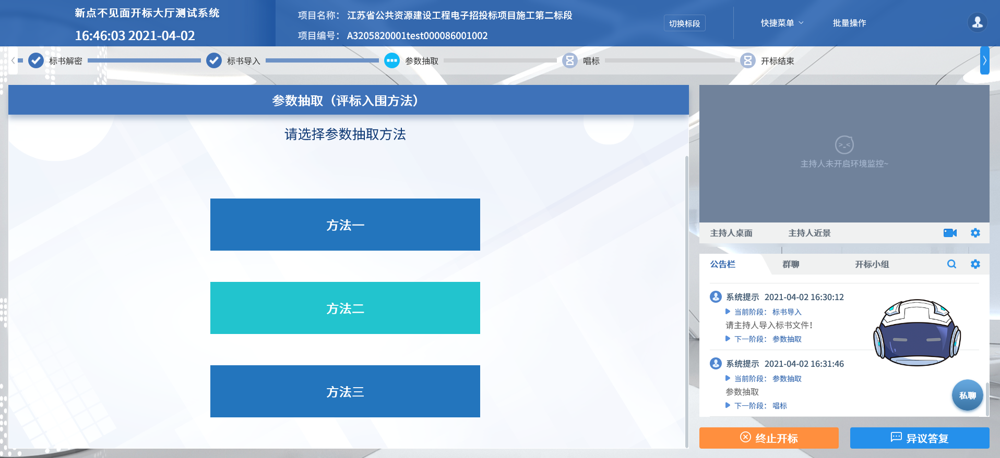 新点不见面开标大厅测试系统
16:46:03 2021-04-02
项目名称： 江苏省公共资源建设工程电子招投标项目施工第二标段
项目编号： A3205820001test000086001002
切换标段
快捷菜单
批量操作
标书解密
标书导入
参数抽取
唱标
开标结束
参数抽取（评标入围方法）
请选择参数抽取方法
方法一
方法二
方法三
主持人未开启环境监控~
主持人桌面
主持人近景
公告栏
群聊
开标小组
系统提示 2021-04-02 16:30:12
当前阶段： 标书导入
请主持人导入标书文件！
下一阶段： 参数抽取
系统提示 2021-04-02 16:31:46
当前阶段： 参数抽取
参数抽取
下一阶段： 唱标
私聊
终止开标
异议答复